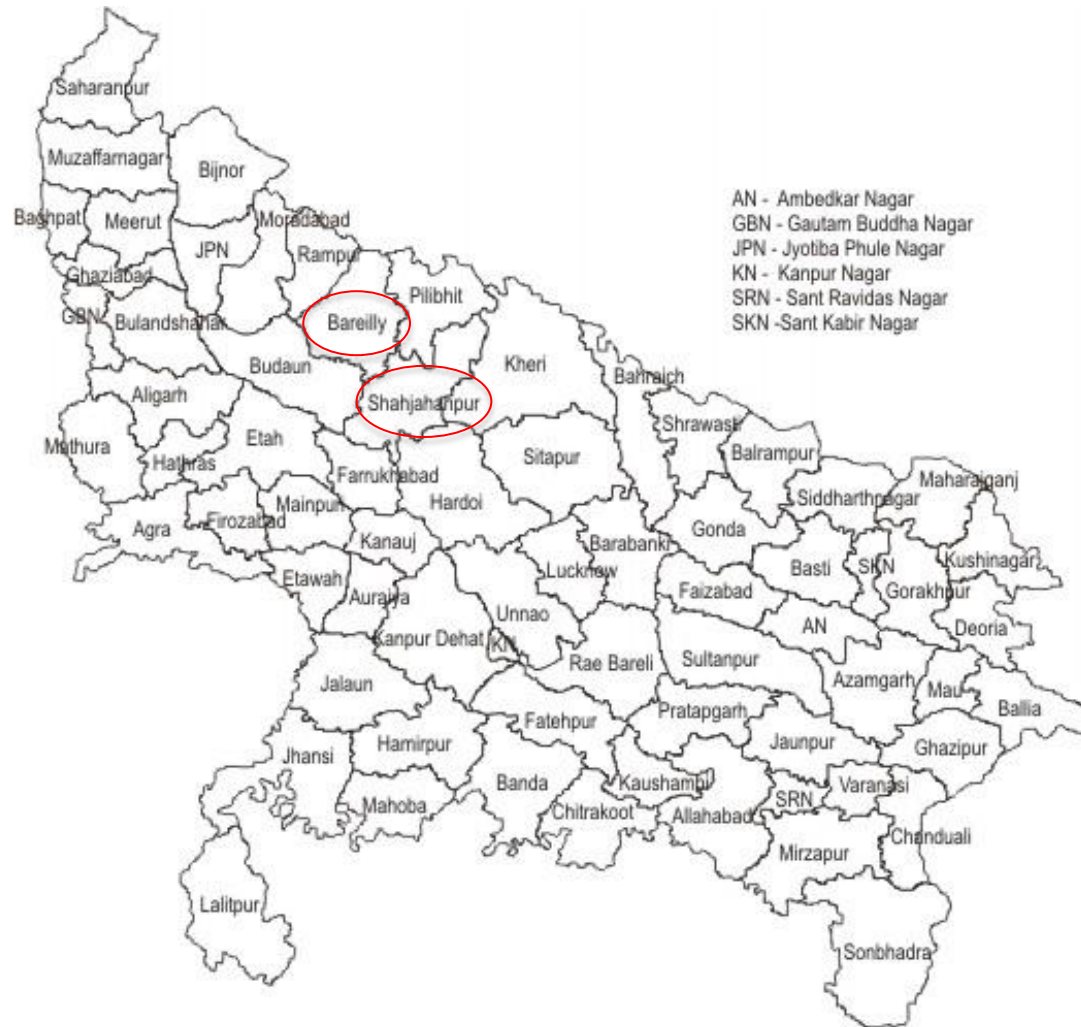 Saharanpur
Muzaffarnagar
Bijnor
Baghpat
Meerut
Moradabad
JPN
Rampur
Ghaziabad
Pilibhit
GBN
Bulandshahar
Bareilly
Budaun
Kheri
Bahraich
Aligarh
Shahjahanpur
Shrawasti
Mathura
Etah
Balrampur
Hathras
Farrukhabad
Sitapur
Maharajganj
Mainpuri
Hardoi
Siddharthnagar
Agra
Firozabad
Kanauj
Barabanki
Gonda
Kushinagar
Etawah
Lucknow
Basti
SKN
Gorakhpur
Auraiya
Unnao
Faizabad
AN
Deoria
Kanpur Dehat
KN
Rae Bareli
Sultanpur
Jalaun
Azamgarh
Mau
Ballia
Fatehpur
Pratapgarh
Jaunpur
Ghazipur
Jhansi
Hamirpur
Banda
Kaushambi
Varanasi
Mahoba
Chitrakoot
Allahabad
SRN
Chanduali
Mirzapur
Lalitpur
Sonbhadra
AN - Ambedkar Nagar
GBN - Gautam Buddha Nagar
JPN - Jyotiba Phule Nagar
KN - Kanpur Nagar
SRN - Sant Ravidas Nagar
SKN -Sant Kabir Nagar